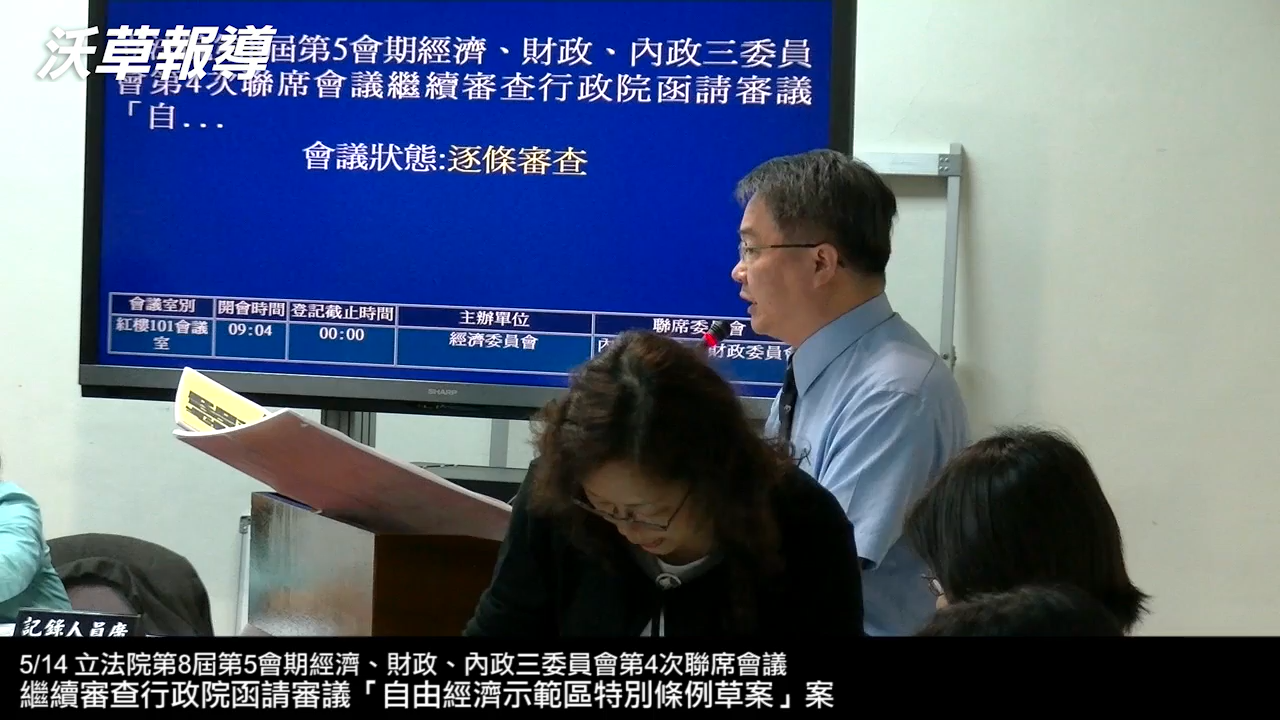 沃草報導
屆第5會期經濟、財政、內政三委員
會第4次聯席會議繼續審查行政院函請審議
「自...
會議狀態:逐條審查
會議室別 開會時間 登記截止時間 主辦單位 聯席委 會
紅樓101會議室 09:04 00:00 經濟委員會 財政委員會
SHARP
記錄人員席
5/14 立法院第8屆第5會期經濟、財政、內政三委員會第4次聯席會議
繼續審查行政院函請審議「自由經濟示範區特別條例草案」案